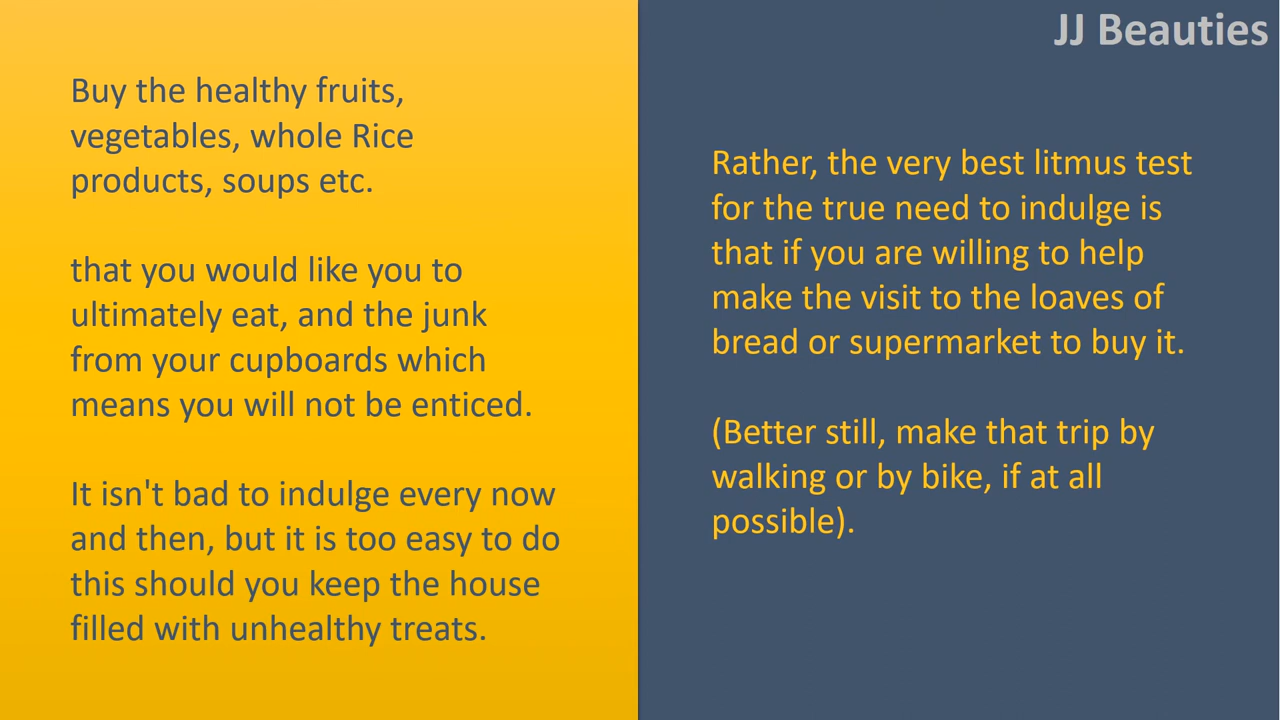 JJ Beauties
Buy the healthy fruits,
vegetables, whole Rice
products, soups etc.
that you would like you to
ultimately eat, and the junk
from your cupboards which
means you will not be enticed.
It isn't bad to indulge every now
and then, but it is too easy to do
this should you keep the house
filled with unhealthy treats.
Rather, the very best litmus test
for the true need to indulge is
that if you are willing to help
make the visit to the loaves of
bread or supermarket to buy it.
(Better still, make that trip by
walking or by bike, if at all
possible).